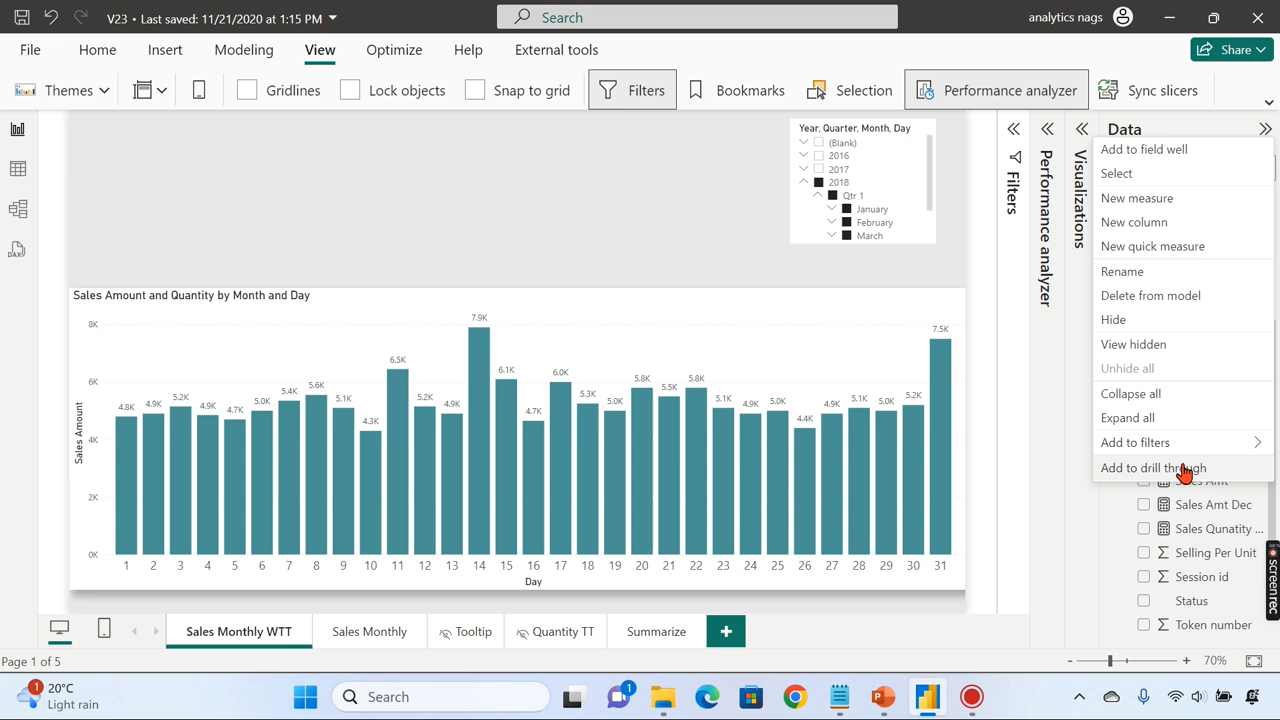 V23 • Last saved: 11/21/2020 at 1:15 PM
Search
analytics nags
File Home Insert Modeling View Optimize Help External tools
Share
Themes Gridlines Lock objects Snap to grid Filters Bookmarks Selection Performance analyzer Sync slicers
Year, Quarter, Month, Day
(Blank)
2016
2017
2018
Qtr 1
January
February
March
Filters
Performance analyzer
Visualizations
Data
Add to field well
Select
New measure
New column
New quick measure
Rename
Delete from model
Hide
View hidden
Unhide all
Collapse all
Expand all
Add to filters
Add to drill through
Sales Amt
Sales Amt Dec
Sales Qunatity ...
Selling Per Unit
Session id
Status
Token number
Sales Amount and Quantity by Month and Day
8K
6K
4K
2K
0K
Sales Amount
4.8K 4.9K 5.2K 4.9K 4.7K 5.0K 5.4K 5.6K 5.1K 4.3K 6.5K 5.2K 4.9K 7.9K 6.1K 4.7K 6.0K 5.3K 5.0K 5.8K 5.5K 5.8K 5.1K 4.9K 5.0K 4.4K 4.9K 5.1K 5.0K 5.2K 7.5K
1 2 3 4 5 6 7 8 9 10 11 12 13 14 15 16 17 18 19 20 21 22 23 24 25 26 27 28 29 30 31
Day
screenrec
Sales Monthly WTT Sales Monthly Tooltip Quantity TT Summarize
Page 1 of 5
70%
1
20°C
Light rain
Search
1